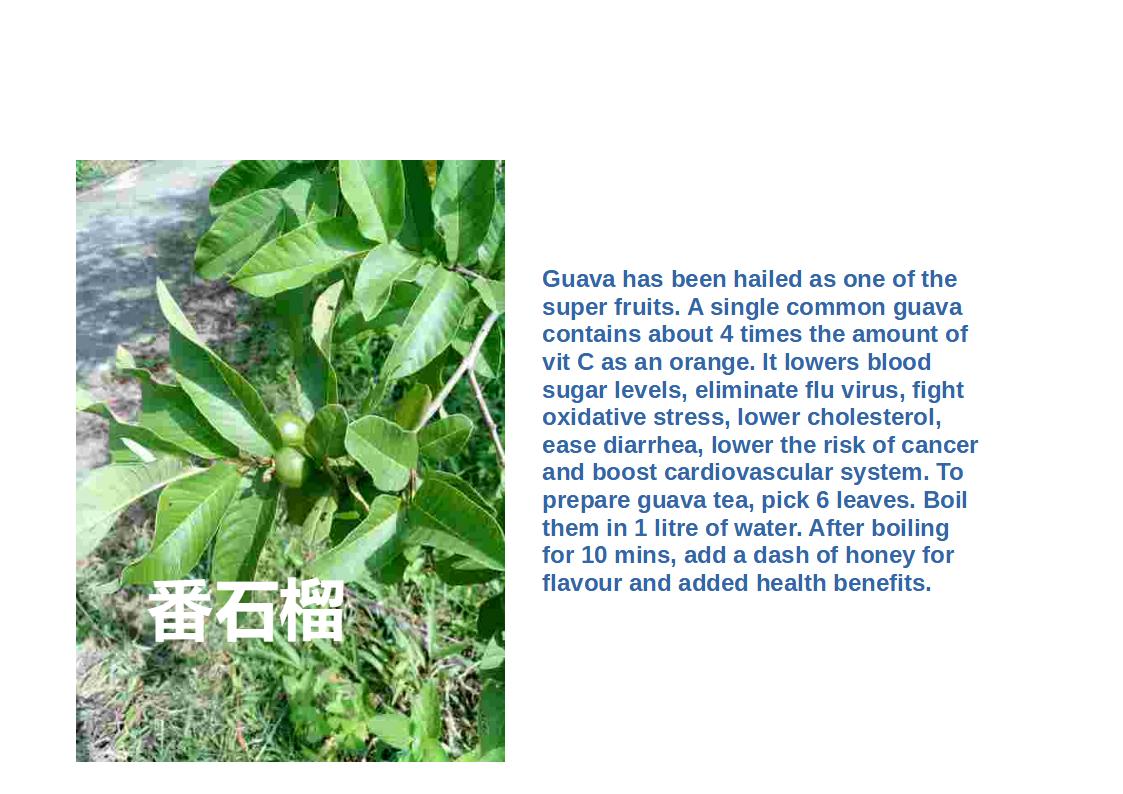 番石榴
Guava has been hailed as one of the
super fruits. A single common guava
contains about 4 times the amount of
vit C as an orange. It lowers blood
sugar levels, eliminate flu virus, fight
oxidative stress, lower cholesterol,
ease diarrhea, lower the risk of cancer
and boost cardiovascular system. To
prepare guava tea, pick 6 leaves. Boil
them in 1 litre of water. After boiling
for 10 mins, add a dash of honey for
flavour and added health benefits.